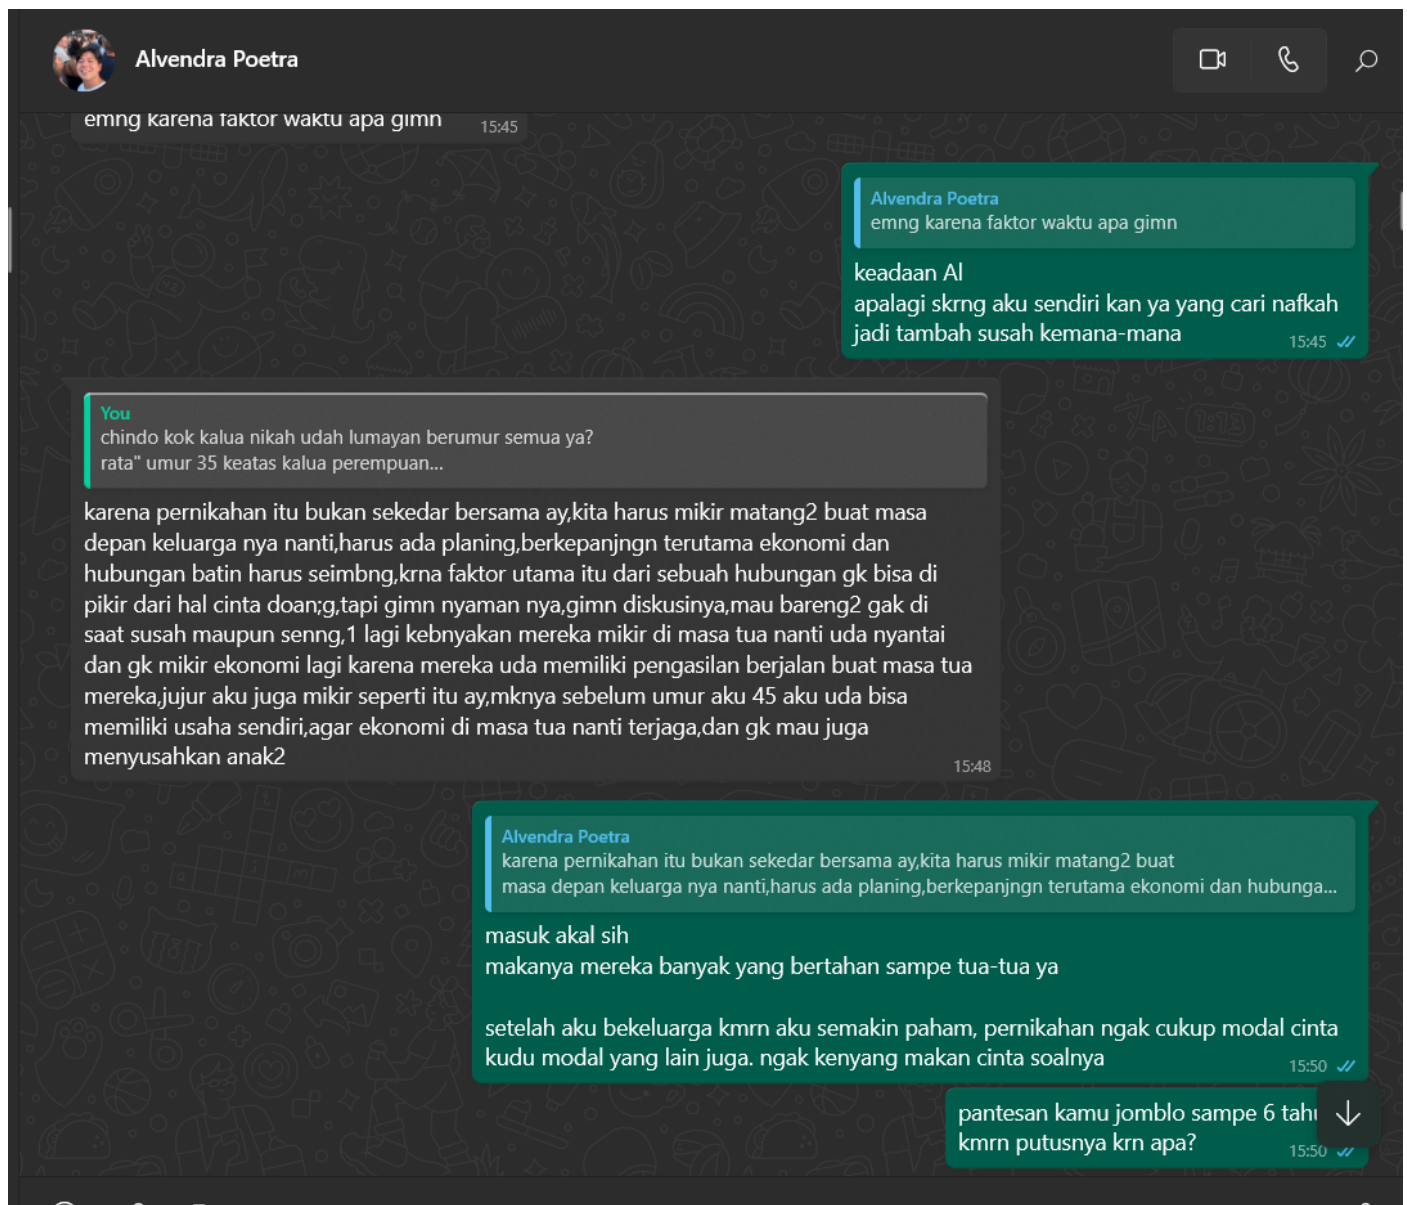 Alvendra Poetra
emng karena faktor waktu apa gimn
15:45
Alvendra Poetra
emng karena faktor waktu apa gimn
keadaan Al
apalagi skrng aku sendiri kan ya yang cari nafkah
jadi tambah susah kemana-mana
15:45
You
chindo kok kalua nikah udah lumayan berumur semua ya?
rata" umur 35 keatas kalua perempuan...
karena pernikahan itu bukan sekedar bersama ay,kita harus mikir matang2 buat masa
depan keluarga nya nanti,harus ada planing,berkepanjngn terutama ekonomi dan
hubungan batin harus seimbng,krna faktor utama itu dari sebuah hubungan gk bisa di
pikir dari hal cinta doan;g,tapi gimn nyaman nya,gimn diskusinya,mau bareng2 gak di
saat susah maupun senng,1 lagi kebnyakan mereka mikir di masa tua nanti uda nyantai
dan gk mikir ekonomi lagi karena mereka uda memiliki pengasilan berjalan buat masa tua
mereka,jujur aku juga mikir seperti itu ay,mknya sebelum umur aku 45 aku uda bisa
memiliki usaha sendiri,agar ekonomi di masa tua nanti terjaga,dan gk mau juga
menyusahkan anak2
15:48
Alvendra Poetra
karena pernikahan itu bukan sekedar bersama ay,kita harus mikir matang2 buat
masa depan keluarga nya nanti,harus ada planing,berkepanjngn terutama ekonomi dan hubunga...
masuk akal sih
makanya mereka banyak yang bertahan sampe tua-tua ya
setelah aku bekeluarga kmrn aku semakin paham, pernikahan ngak cukup modal cinta
kudu modal yang lain juga. ngak kenyang makan cinta soalnya
15:50
pantesan kamu jomblo sampe 6 tahu
kmrn putusnya krn apa?
15:50